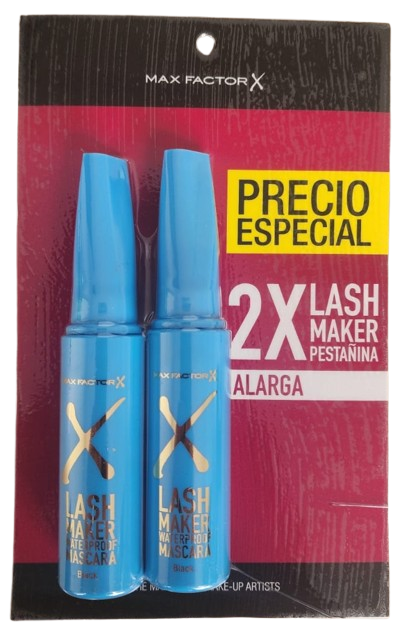 MAX FACTOR X
PRECIO
ESPECIAL
2X LASH
MAKER
PESTAÑINA
ALARGA
MAX FACTOR X
X
LASH
MAKER
WATERPROOF
MASCARA
Black
MAX FACTOR X
X
LASH
MAKER
WATERPROOF
MASCARA
Black
UP ARTISTS